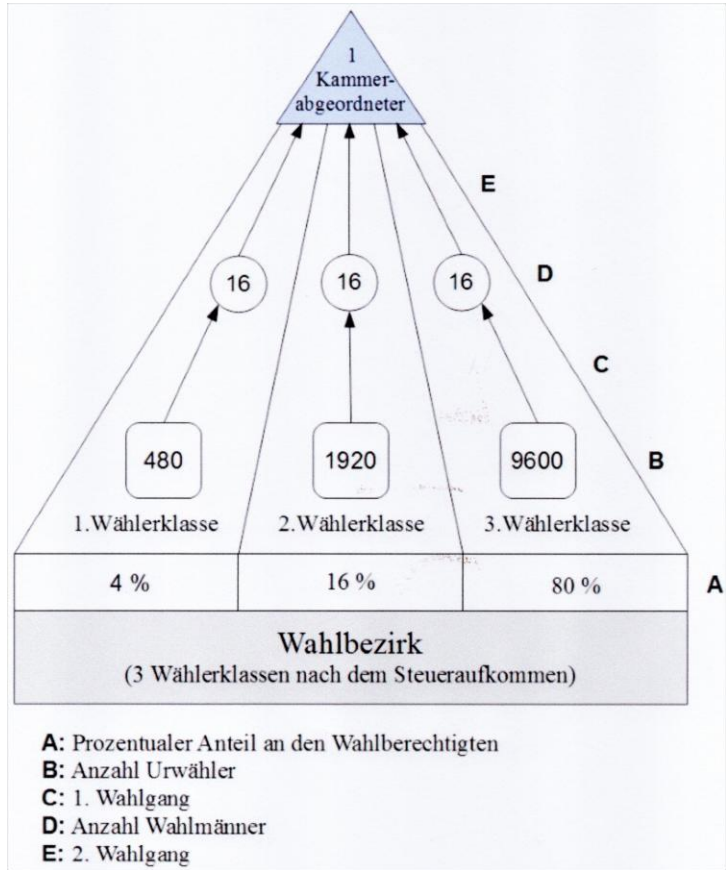 1
Kammer-
abgeordneter
E
16 16 16
D
C
480 1920 9600
B
1.Wählerklasse 2.Wählerklasse 3.Wählerklasse
4 % 16 % 80 %
A
Wahlbezirk
(3 Wählerklassen nach dem Steueraufkommen)
A: Prozentualer Anteil an den Wahlberechtigten
B: Anzahl Urwähler
C: 1. Wahlgang
D: Anzahl Wahlmänner
E: 2. Wahlgang